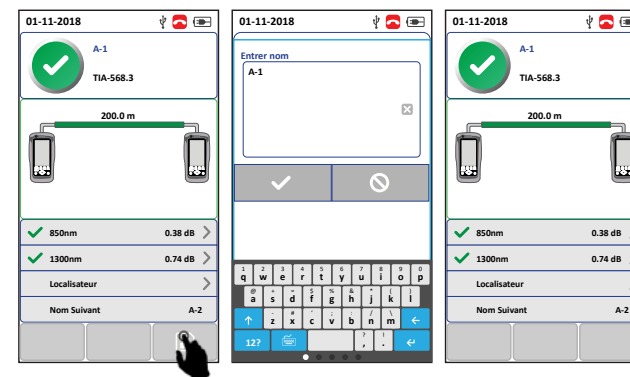 01-11-2018
A-1
TIA-568.3
200.0 m
850nm 0.38 dB
1300nm 0.74 dB
Localisateur
Nom Suivant A-2
01-11-2018
Entrer nom
A-1
1 2 3 4 5 6 7 8 9 0
q w e r t y u i o p
a s d f g h j k l
z x c v b n m
12? , .
01-11-2018
A-1
TIA-568.3
200.0 m
850nm 0.38 dB
1300nm 0.74 dB
Localisateur
Nom Suivant A-2